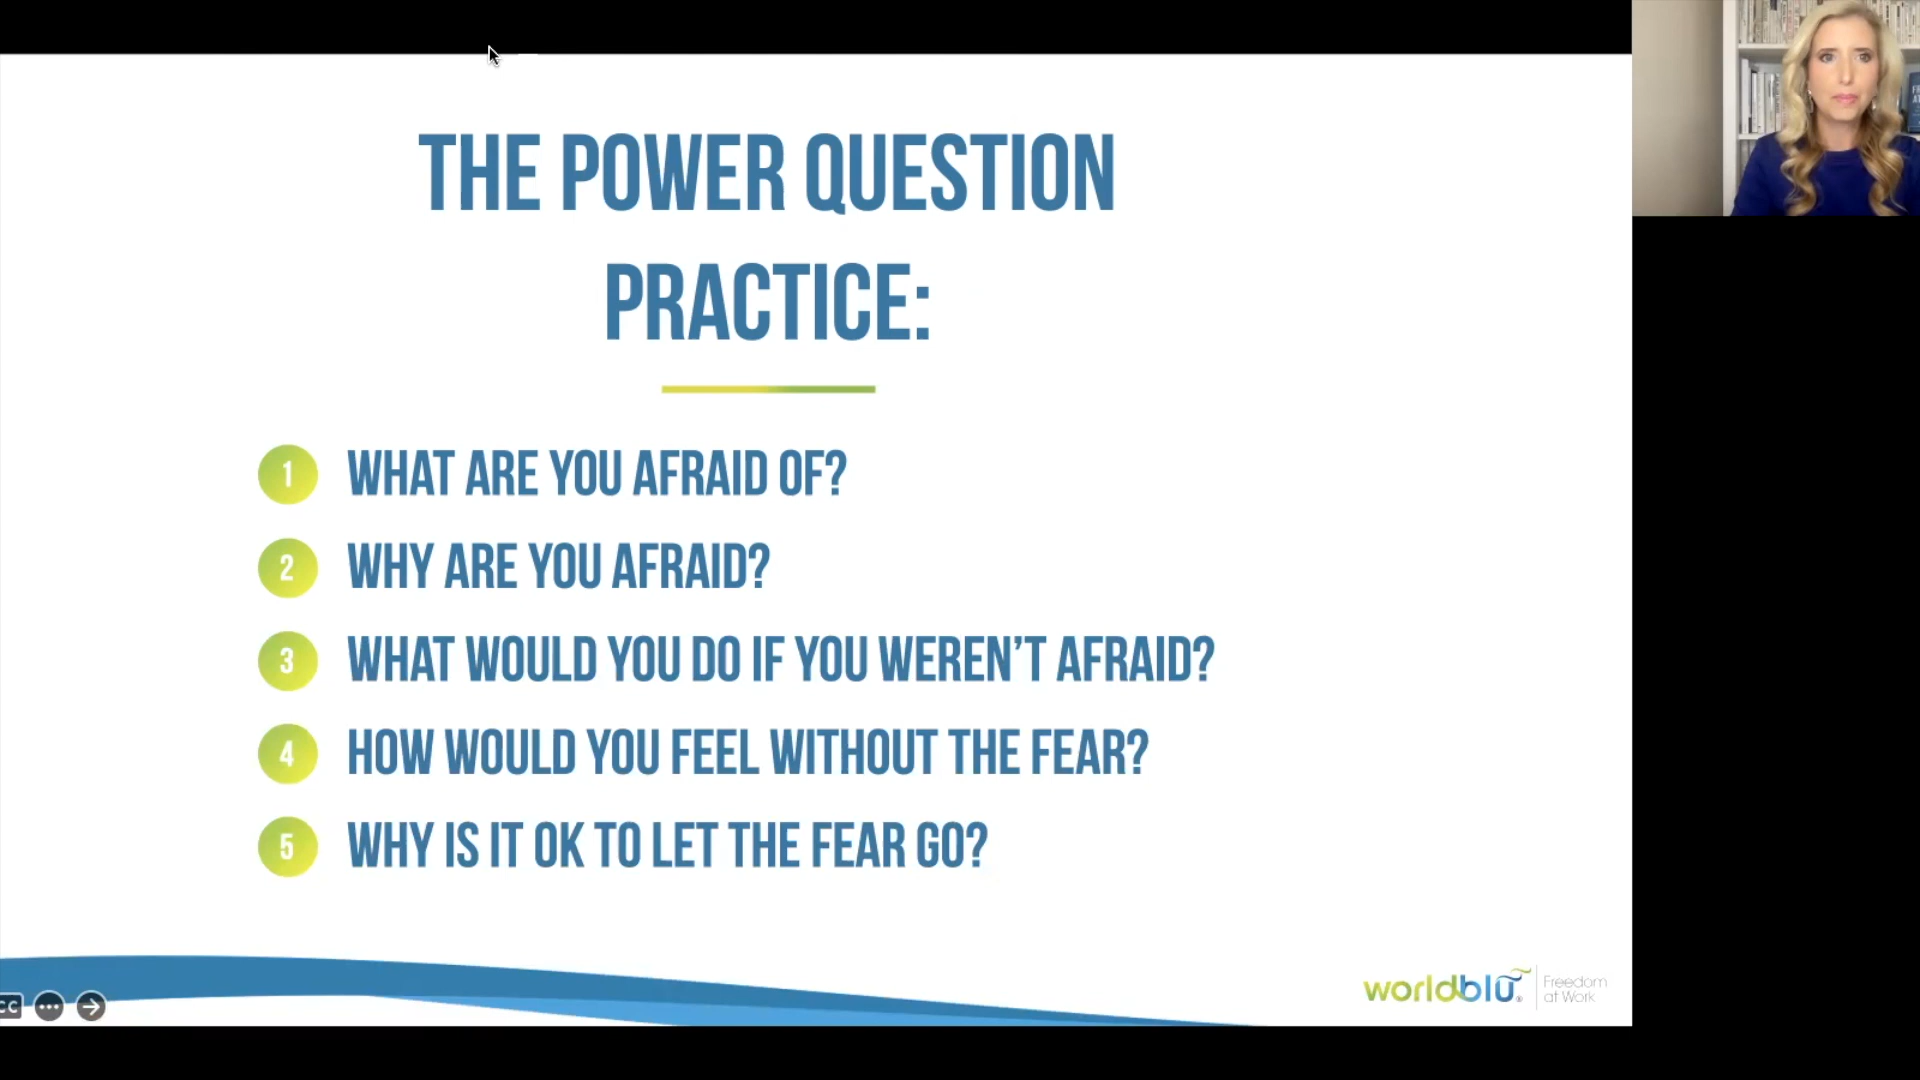 THE POWER QUESTION
PRACTICE:
1 WHAT ARE YOU AFRAID OF?
2 WHY ARE YOU AFRAID?
3 WHAT WOULD YOU DO IF YOU WEREN'T AFRAID?
4 HOW WOULD YOU FEEL WITHOUT THE FEAR?
5 WHY IS IT OK TO LET THE FEAR GO?
CC
worldblu® Freedom
at Work